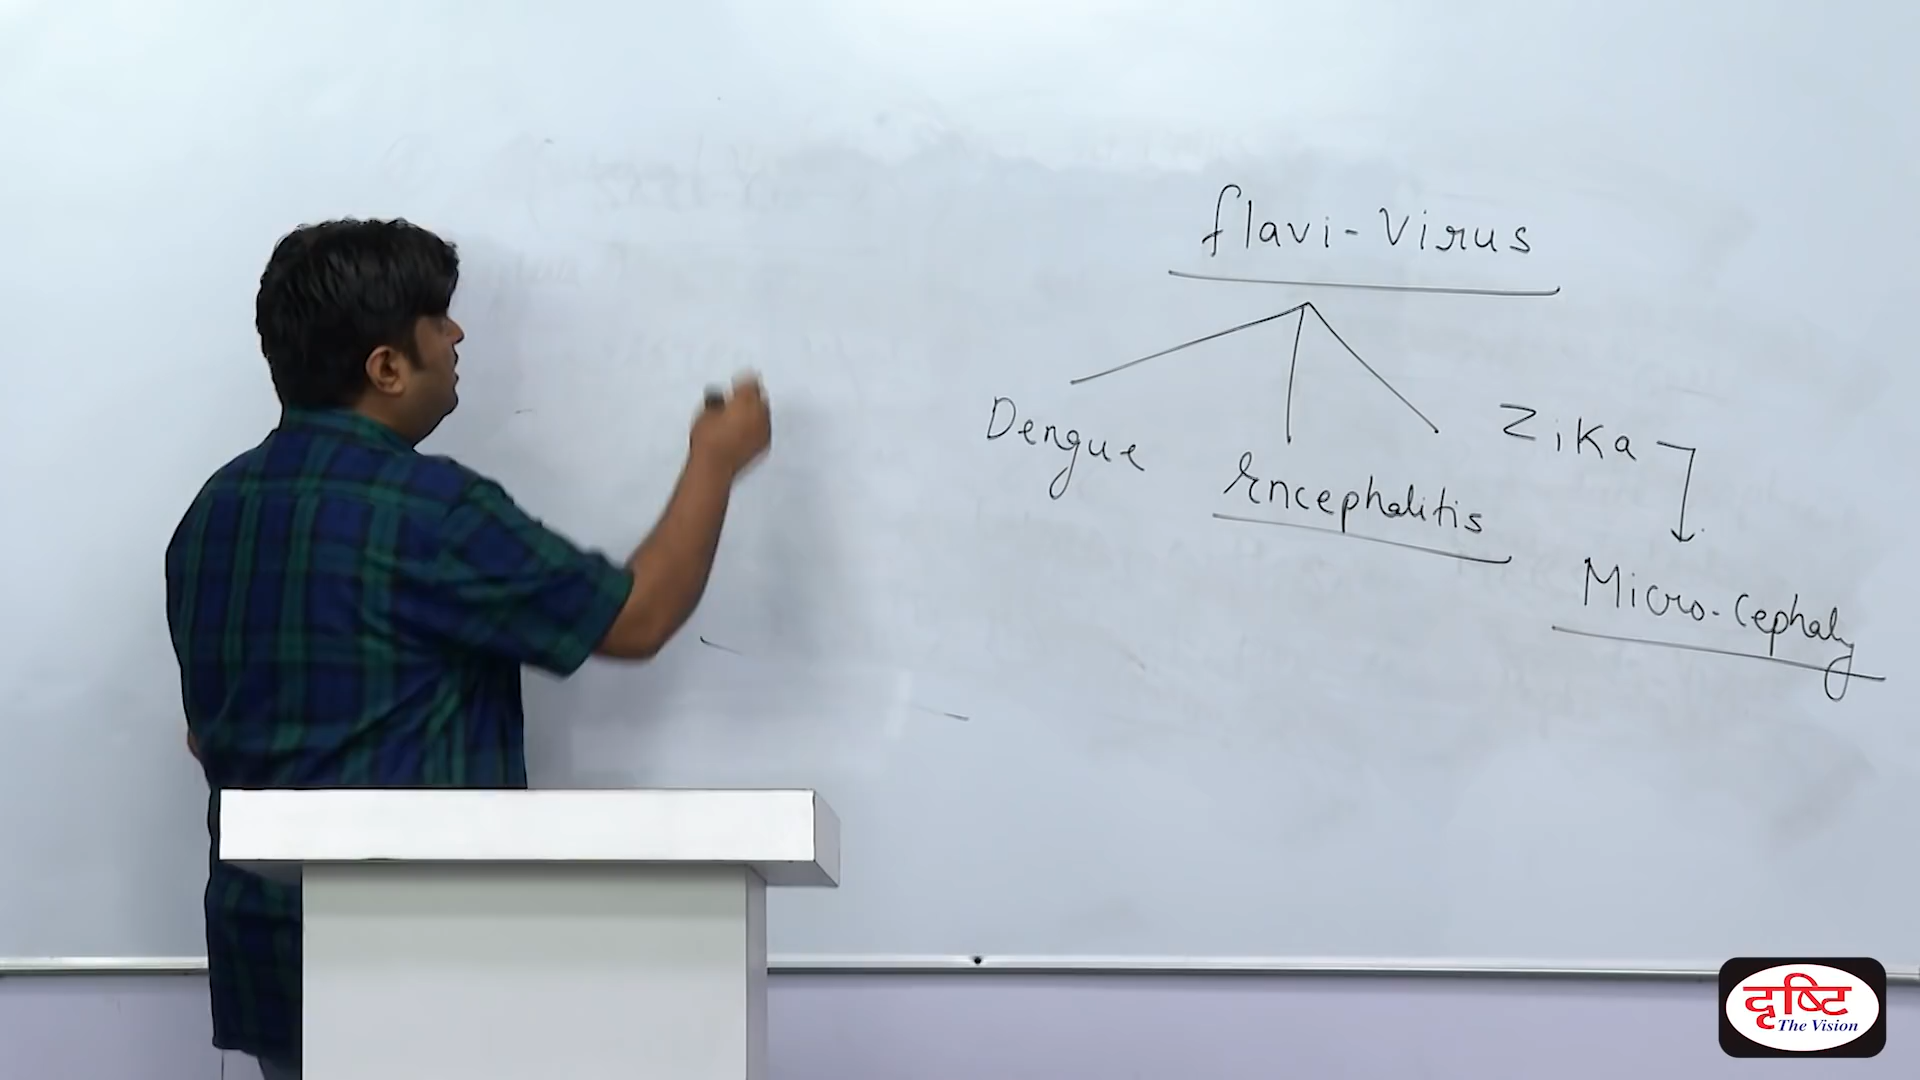 flavi-Virus
Dengue
Encephalitis
Zika
Micro-Cephaly
दृष्टि
The Vision